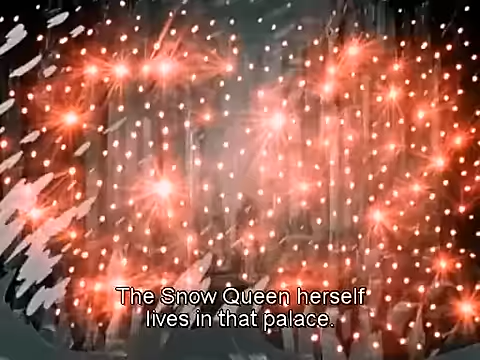 The Snow Queen herself
lives in that palace.